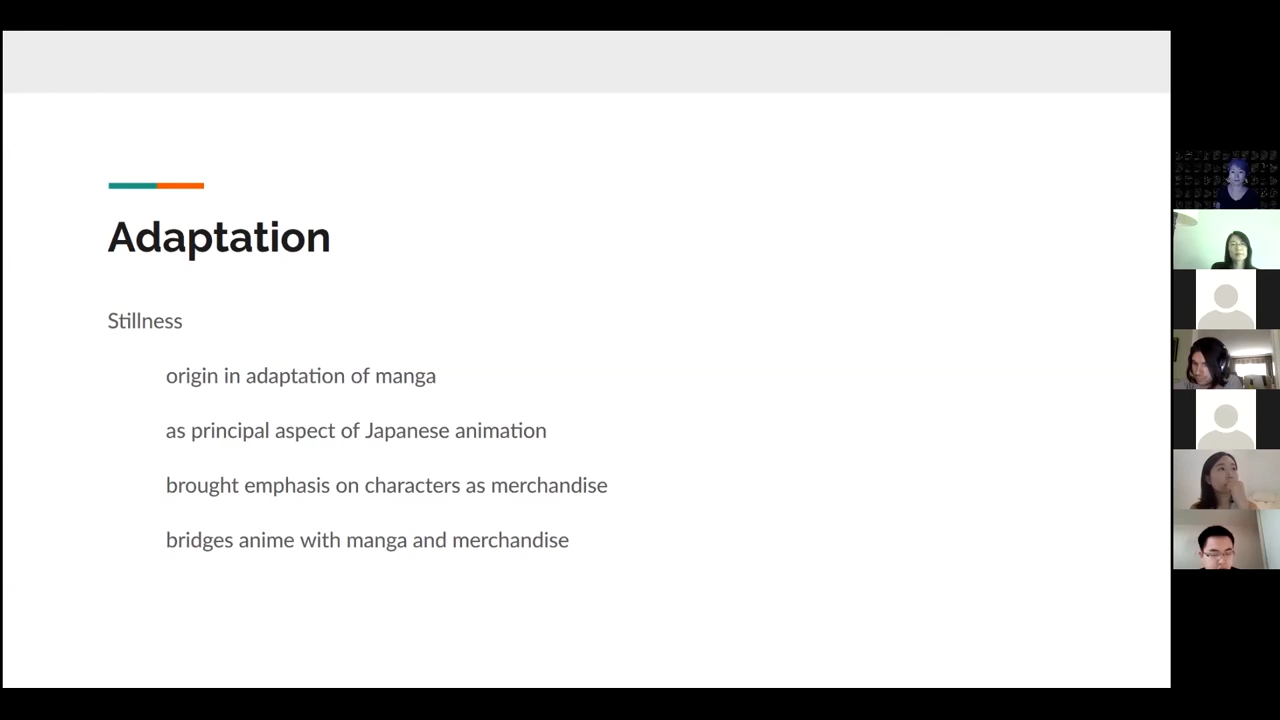 Adaptation
Stillness
origin in adaptation of manga
as principal aspect of Japanese animation
brought emphasis on characters as merchandise
bridges anime with manga and merchandise